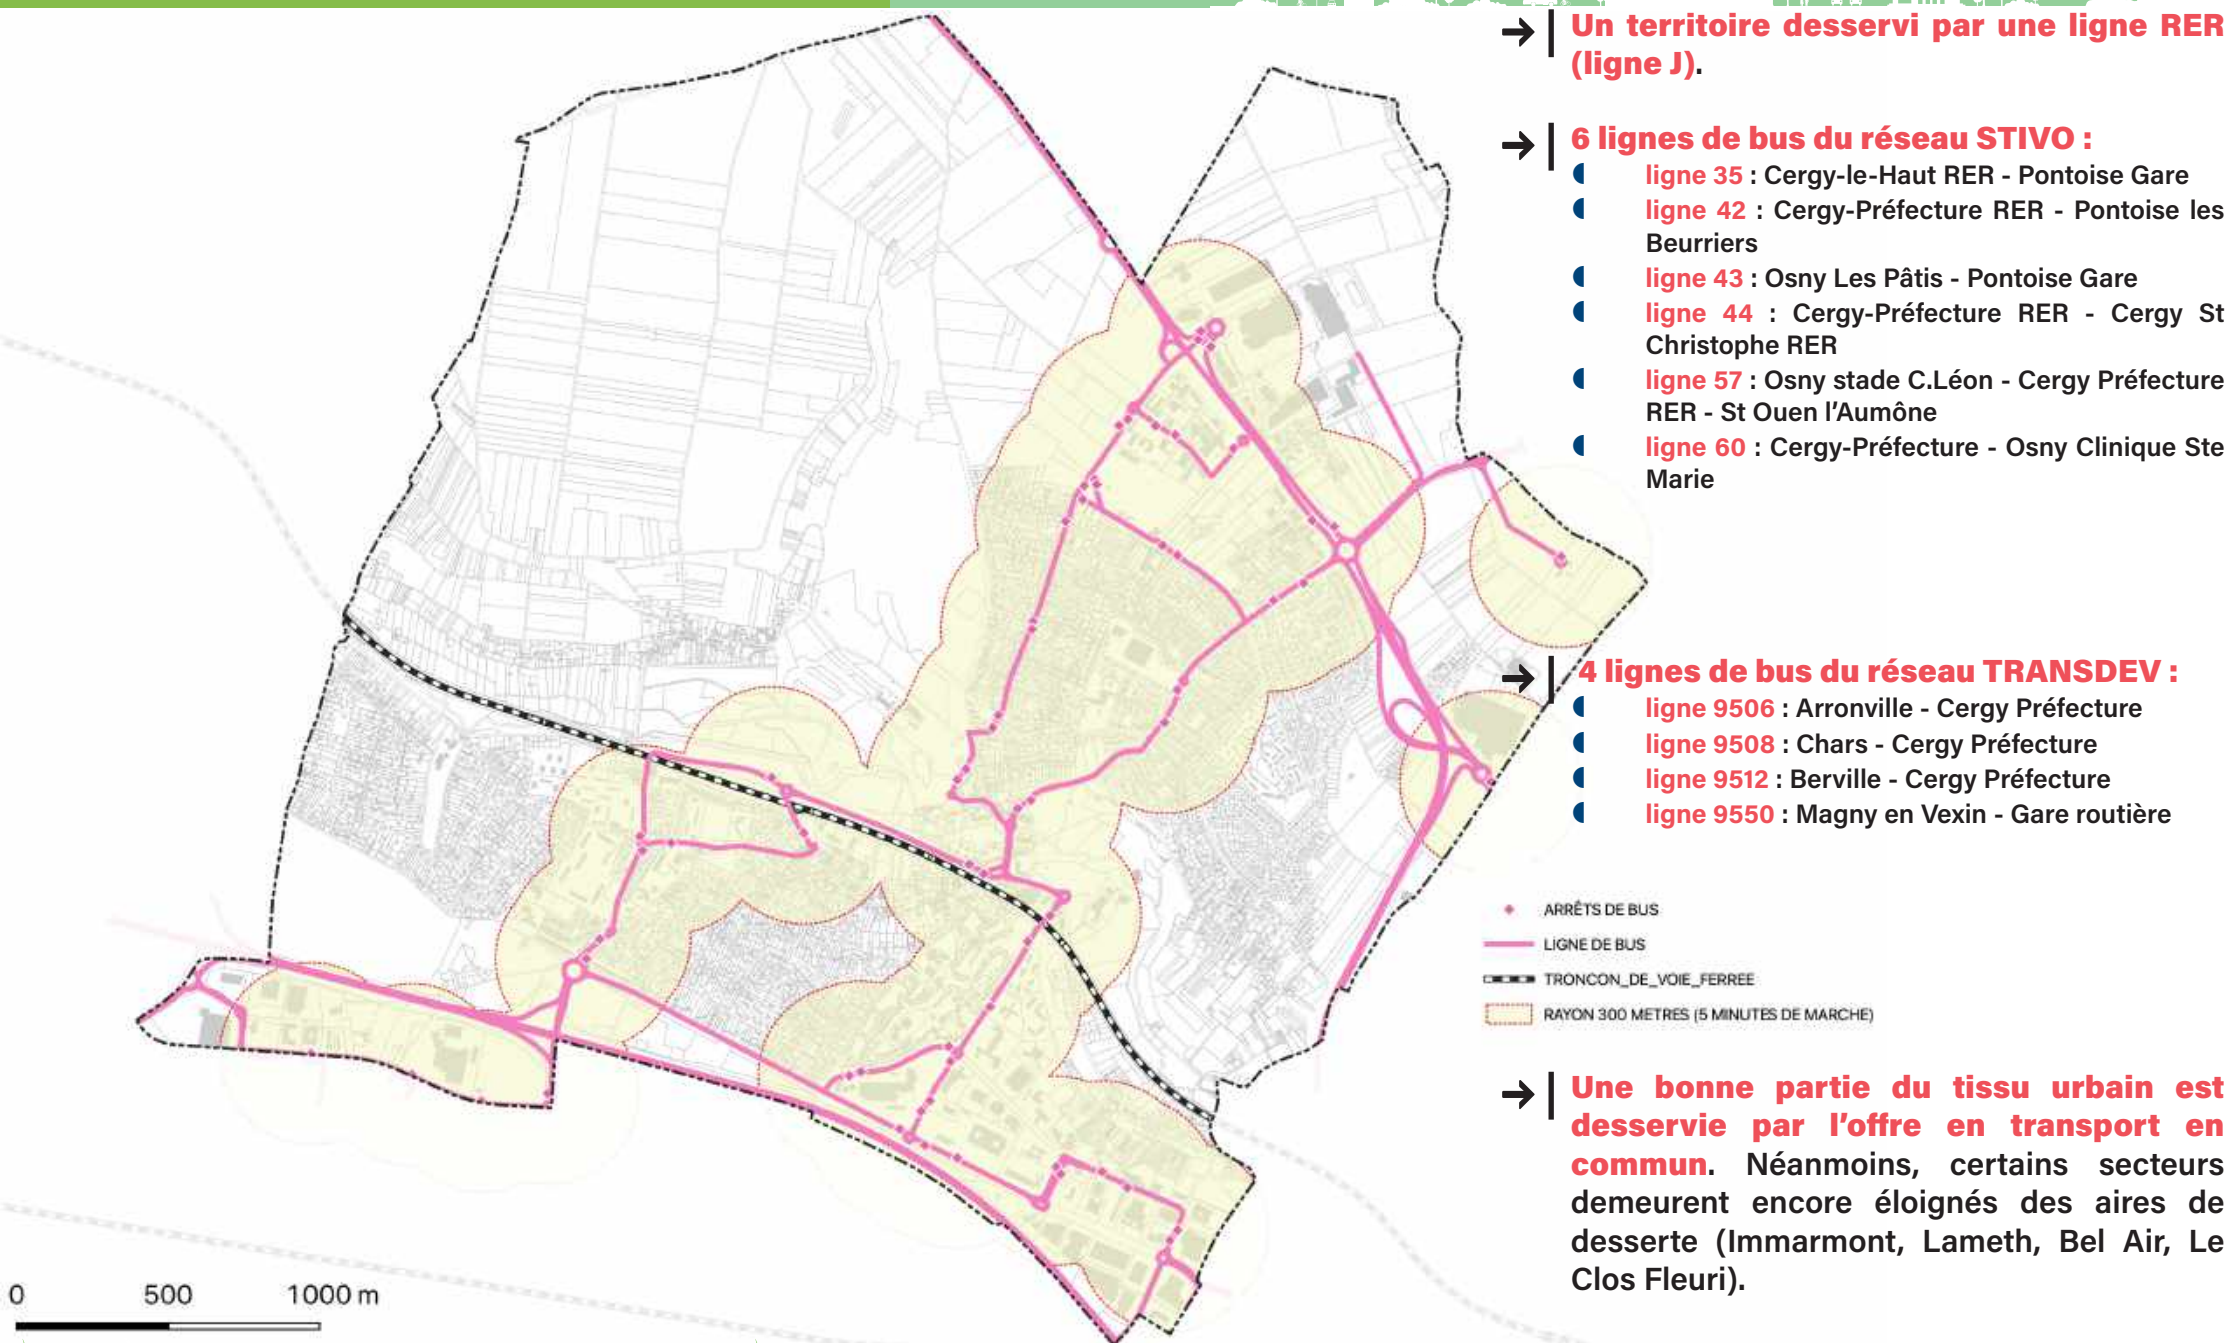 Un territoire desservi par une ligne RER
(ligne J).
6 lignes de bus du réseau STIVO :
ligne 35 : Cergy-le-Haut RER - Pontoise Gare
ligne 42 : Cergy-Préfecture RER - Pontoise les
Beurriers
ligne 43 : Osny Les Pâtis - Pontoise Gare
ligne 44 : Cergy-Préfecture RER - Cergy St
Christophe RER
ligne 57 : Osny stade C.Léon - Cergy Préfecture
RER - St Ouen l'Aumône
ligne 60 : Cergy-Préfecture - Osny Clinique Ste
Marie
4 lignes de bus du réseau TRANSDEV :
ligne 9506 : Arronville - Cergy Préfecture
ligne 9508 : Chars - Cergy Préfecture
ligne 9512 : Berville - Cergy Préfecture
ligne 9550 : Magny en Vexin - Gare routière
ARRÊTS DE BUS
LIGNE DE BUS
TRONCON_DE_VOIE_FERREE
RAYON 300 METRES (5 MINUTES DE MARCHE)
Une bonne partie du tissu urbain est
desservie par l'offre en transport en
commun. Néanmoins, certains secteurs
demeurent encore éloignés des aires de
desserte (Immarmont, Lameth, Bel Air, Le
Clos Fleuri).
0 500 1000 m